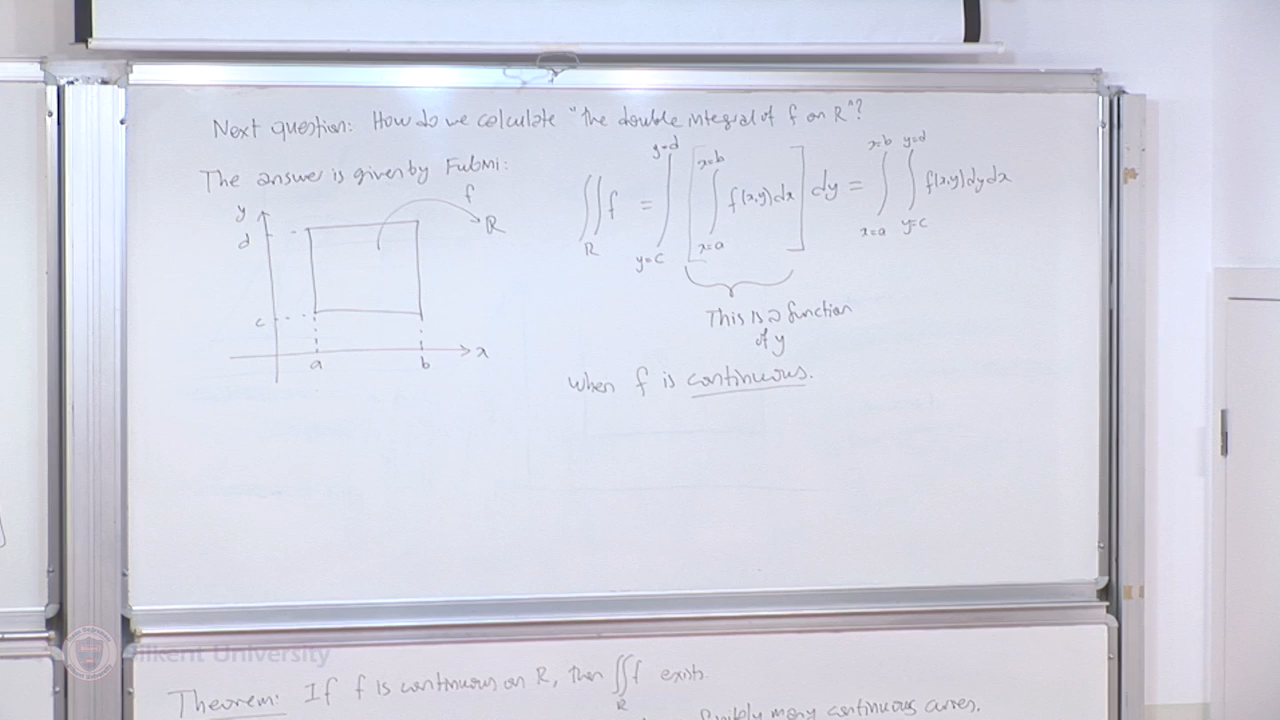 Next question: How do we calculate "the double integral of f on R"?
The answer is given by Fubini:
∬_R f = ∫_{y=c}^{y=d} [ ∫_{x=a}^{x=b} f(x,y)dx ] dy = ∫_{x=a}^{x=b} ∫_{y=c}^{y=d} f(x,y)dydx
This is a function
of y
when f is continuous.
y
d
c
a
b
x
f
ℝ
Bilkent University
Theorem: If f is continuous on R, then ∬_R f exists.
finitely many continuous curves.